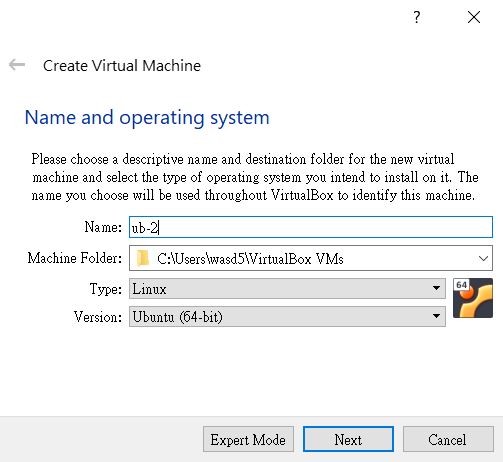 ?
Create Virtual Machine
Name and operating system
Please choose a descriptive name and destination folder for the new virtual
machine and select the type of operating system you intend to install on it. The
name you choose will be used throughout VirtualBox to identify this machine.
Name: ub-2
Machine Folder: C:\Users\wasd5\VirtualBox VMs
Type: Linux
64
Version: Ubuntu (64-bit)
Expert Mode Next Cancel